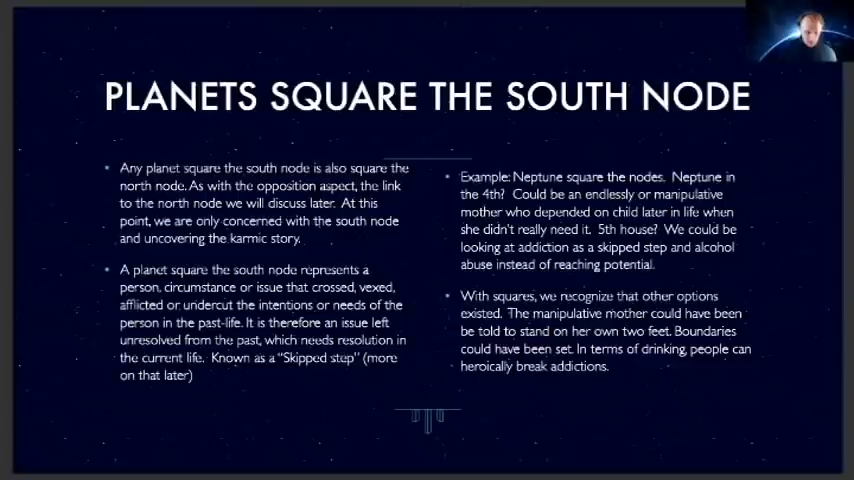 PLANETS SQUARE THE SOUTH NODE
• Any planet square the south node is also square the
north node. As with the opposition aspect, the link
to the north node we will discuss later. At this
point, we are only concerned with the south node
and uncovering the karmic story.
• A planet square the south node represents a
person, circumstance or issue that crossed, vexed,
afflicted or undercut the intentions or needs of the
person in the past-life. It is therefore an issue left
unresolved from the past, which needs resolution in
the current life. Known as a "Skipped step" (more
on that later)
• Example: Neptune square the nodes. Neptune in
the 4th? Could be an endlessly or manipulative
mother who depended on child later in life when
she didn't really need it. 5th house? We could be
looking at addiction as a skipped step and alcohol
abuse instead of reaching potential.
• With squares, we recognize that other options
existed. The manipulative mother could have been
be told to stand on her own two feet. Boundaries
could have been set. In terms of drinking, people can
heroically break addictions.